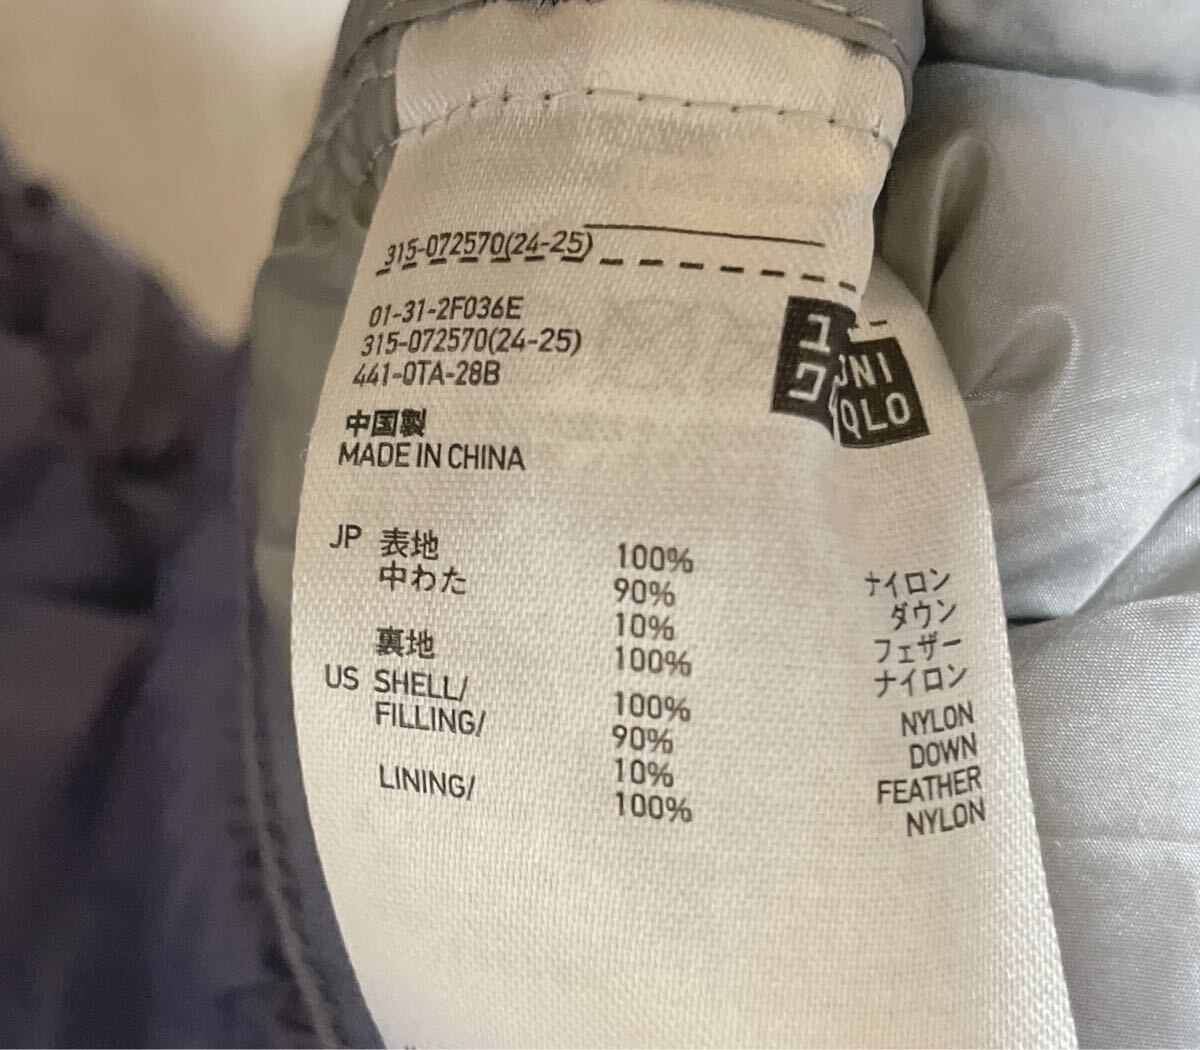 315-072570(24-25)
01-31-2F036E
315-072570(24-25)
441-0TA-28B
ユニ
クロ
UNI
QLO
中国製
MADE IN CHINA
JP 表地 100% ナイロン
中わた 90% ダウン
10% フェザー
裏地 100% ナイロン
US SHELL/ 100% NYLON
FILLING/ 90% DOWN
10% FEATHER
LINING/ 100% NYLON